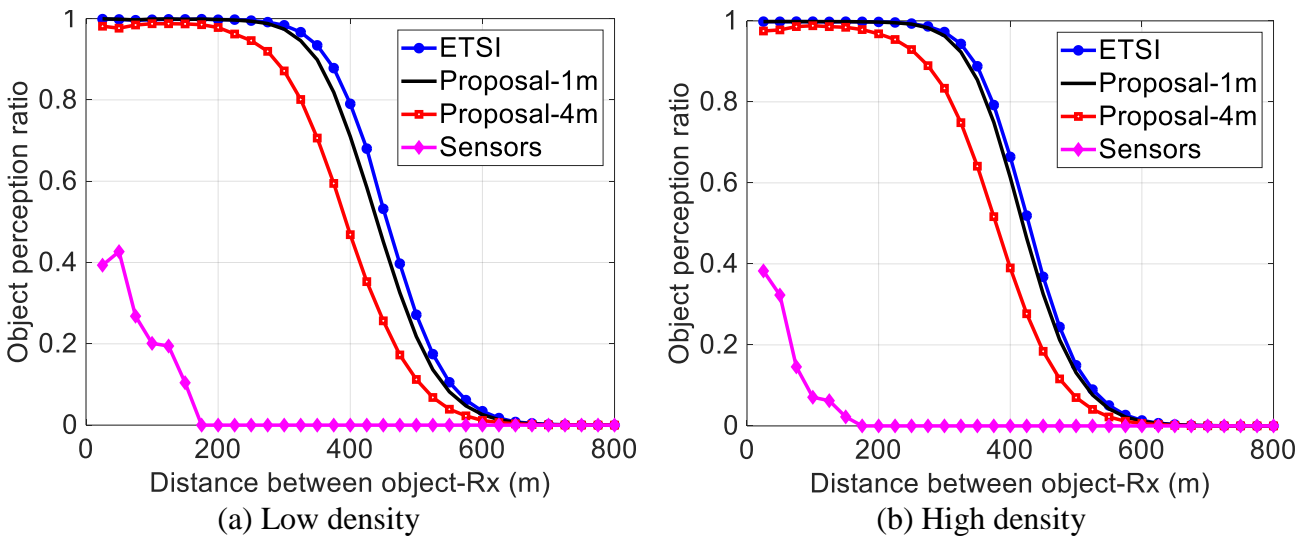 1
0.8
0.6
0.4
0.2
0
Object perception ratio
ETSI
Proposal-1m
Proposal-4m
Sensors
0 200 400 600 800
Distance between object-Rx (m)
(a) Low density
1
0.8
0.6
0.4
0.2
0
Object perception ratio
ETSI
Proposal-1m
Proposal-4m
Sensors
0 200 400 600 800
Distance between object-Rx (m)
(b) High density